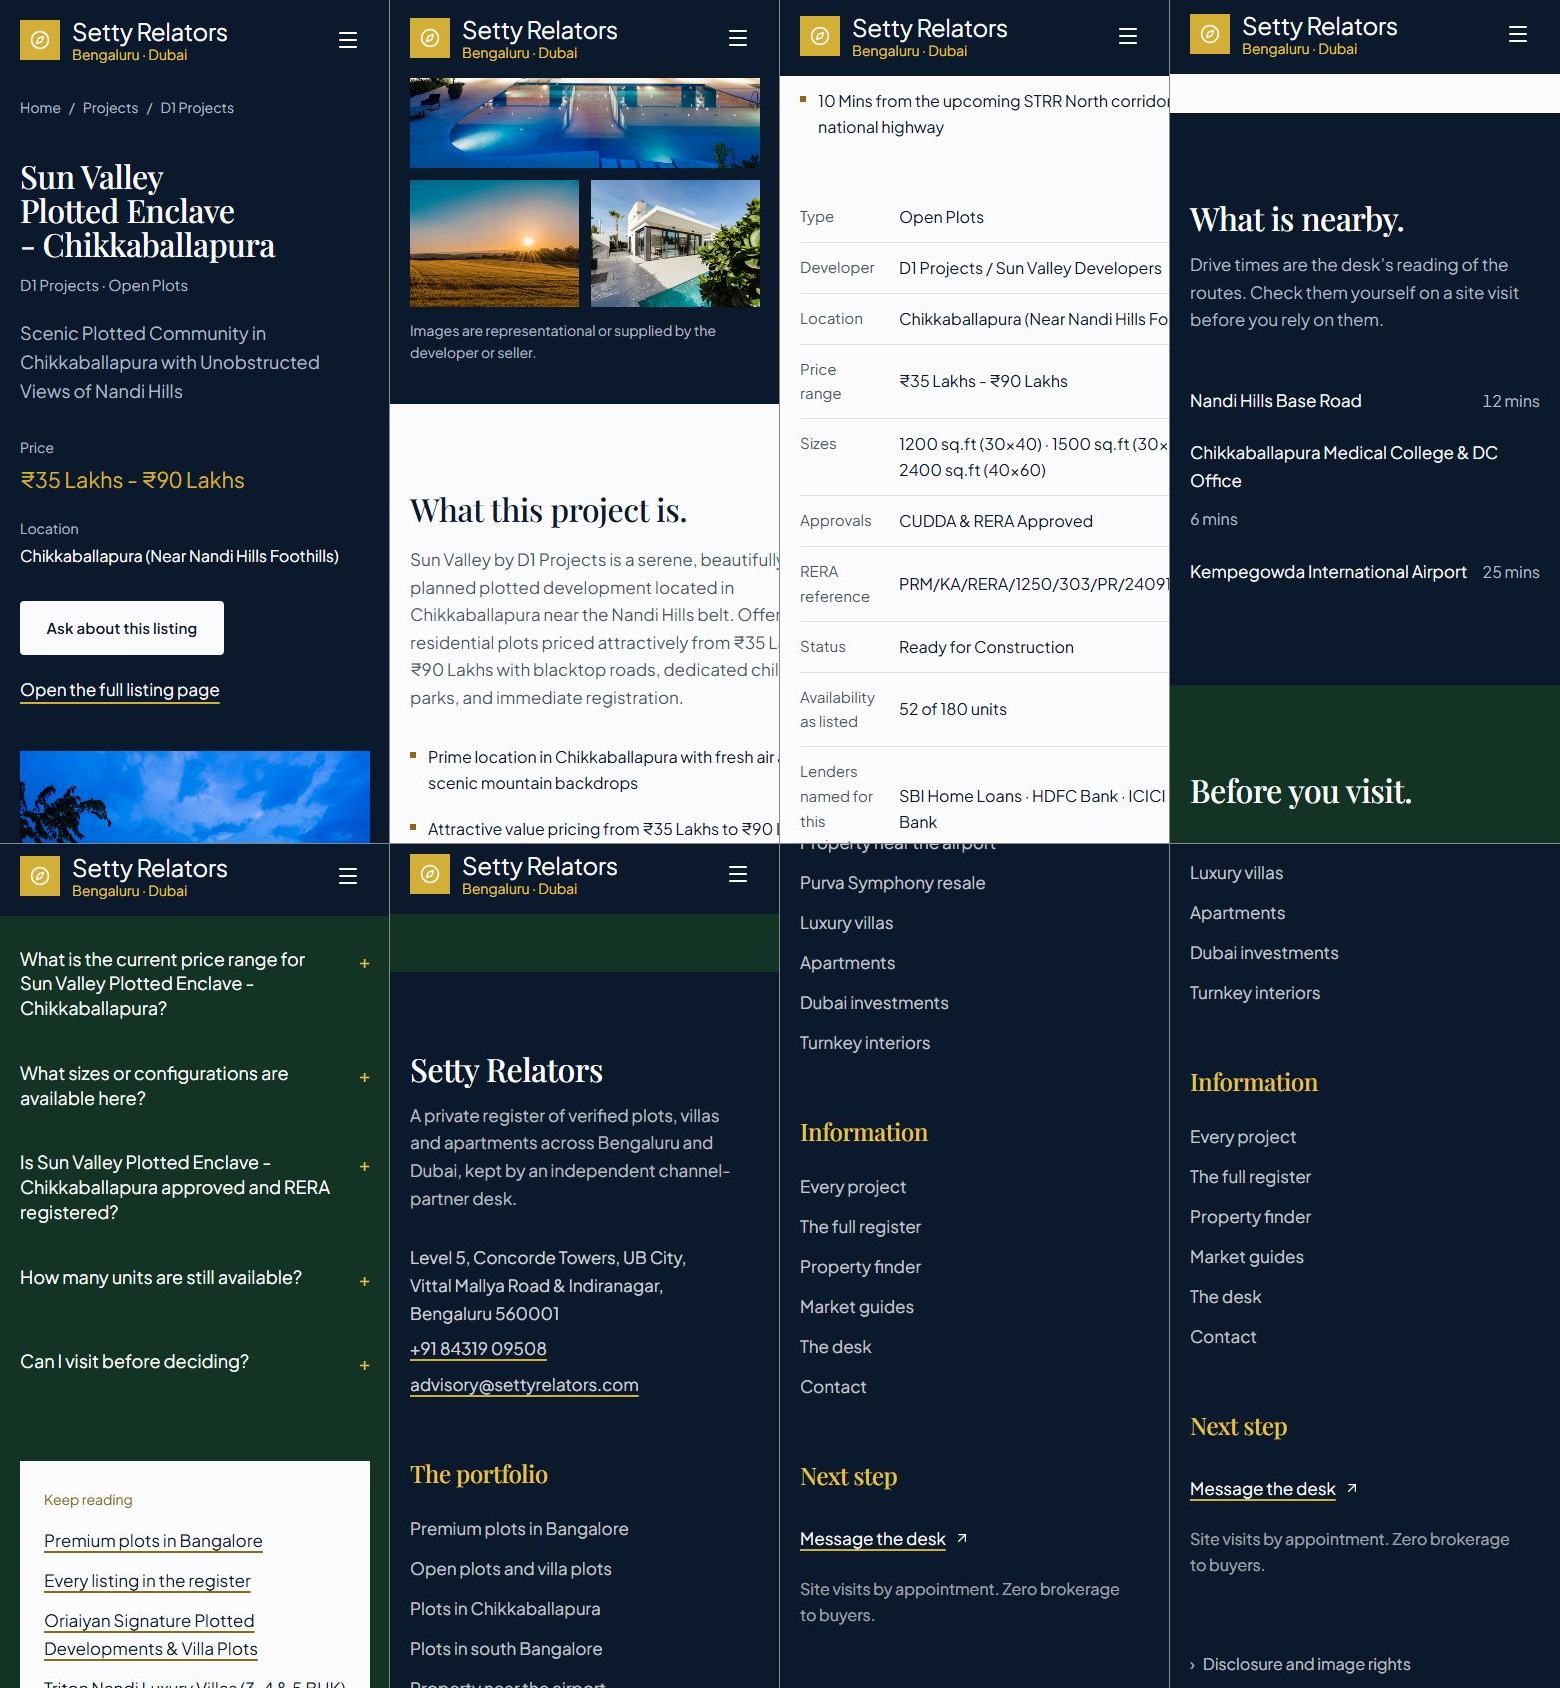 Setty Relators
Bengaluru · Dubai
Home / Projects / D1 Projects
Sun Valley
Plotted Enclave
- Chikkaballapura
D1 Projects · Open Plots
Scenic Plotted Community in
Chikkaballapura with Unobstructed
Views of Nandi Hills
Price
₹35 Lakhs - ₹90 Lakhs
Location
Chikkaballapura (Near Nandi Hills Foothills)
Ask about this listing
Open the full listing page
Setty Relators
Bengaluru · Dubai
Images are representational or supplied by the
developer or seller.
What this project is.
Sun Valley by D1 Projects is a serene, beautifully
planned plotted development located in
Chikkaballapura near the Nandi Hills belt. Offer
residential plots priced attractively from ₹35 L
₹90 Lakhs with blacktop roads, dedicated chil
parks, and immediate registration.
Prime location in Chikkaballapura with fresh air
scenic mountain backdrops
Attractive value pricing from ₹35 Lakhs to ₹90 L
Setty Relators
Bengaluru · Dubai
10 Mins from the upcoming STRR North corridor
national highway
Type Open Plots
Developer D1 Projects / Sun Valley Developers
Location Chikkaballapura (Near Nandi Hills Fo
Price
range
₹35 Lakhs - ₹90 Lakhs
Sizes 1200 sq.ft (30×40) · 1500 sq.ft (30×
2400 sq.ft (40×60)
Approvals CUDDA & RERA Approved
RERA
reference
PRM/KA/RERA/1250/303/PR/24091
Status Ready for Construction
Availability
as listed
52 of 180 units
Lenders
named for
this
SBI Home Loans · HDFC Bank · ICICI
Bank
Setty Relators
Bengaluru · Dubai
What is nearby.
Drive times are the desk's reading of the
routes. Check them yourself on a site visit
before you rely on them.
Nandi Hills Base Road 12 mins
Chikkaballapura Medical College & DC
Office
6 mins
Kempegowda International Airport 25 mins
Before you visit.
Setty Relators
Bengaluru · Dubai
What is the current price range for
Sun Valley Plotted Enclave -
Chikkaballapura? +
What sizes or configurations are
available here? +
Is Sun Valley Plotted Enclave -
Chikkaballapura approved and RERA
registered? +
How many units are still available? +
Can I visit before deciding? +
Keep reading
Premium plots in Bangalore
Every listing in the register
Oriaiyan Signature Plotted
Developments & Villa Plots
Triton Nandi Luxury Villas (3, 4 & 5 BHK)
Setty Relators
Bengaluru · Dubai
Setty Relators
A private register of verified plots, villas
and apartments across Bengaluru and
Dubai, kept by an independent channel-
partner desk.
Level 5, Concorde Towers, UB City,
Vittal Mallya Road & Indiranagar,
Bengaluru 560001
+91 84319 09508
advisory@settyrelators.com
The portfolio
Premium plots in Bangalore
Open plots and villa plots
Plots in Chikkaballapura
Plots in south Bangalore
Property near the airport
Property near the airport
Purva Symphony resale
Luxury villas
Apartments
Dubai investments
Turnkey interiors
Information
Every project
The full register
Property finder
Market guides
The desk
Contact
Next step
Message the desk ↗
Site visits by appointment. Zero brokerage
to buyers.
Luxury villas
Apartments
Dubai investments
Turnkey interiors
Information
Every project
The full register
Property finder
Market guides
The desk
Contact
Next step
Message the desk ↗
Site visits by appointment. Zero brokerage
to buyers.
› Disclosure and image rights